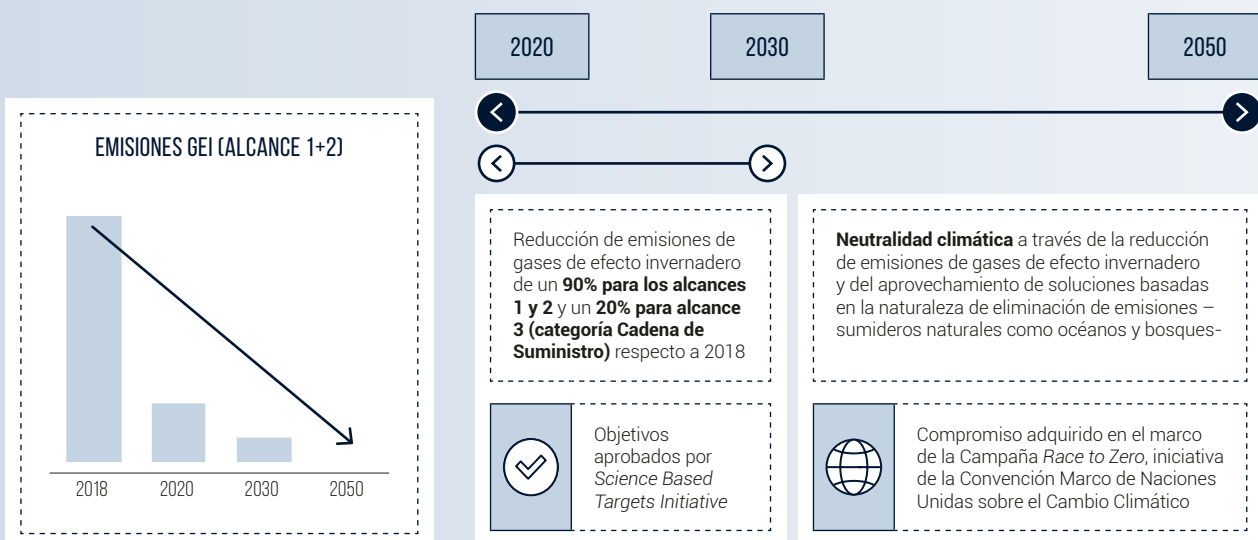 2020
2030
2050
EMISIONES GEI (ALCANCE 1+2)
2018
2020
2030
2050
Reducción de emisiones de
gases de efecto invernadero
de un 90% para los alcances
1 y 2 y un 20% para alcance
3 (categoría Cadena de
Suministro) respecto a 2018
Objetivos
aprobados por
Science Based
Targets Initiative
Neutralidad climática a través de la reducción
de emisiones de gases de efecto invernadero
y del aprovechamiento de soluciones basadas
en la naturaleza de eliminación de emisiones –
sumideros naturales como océanos y bosques-
Compromiso adquirido en el marco
de la Campaña Race to Zero, iniciativa
de la Convención Marco de Naciones
Unidas sobre el Cambio Climático